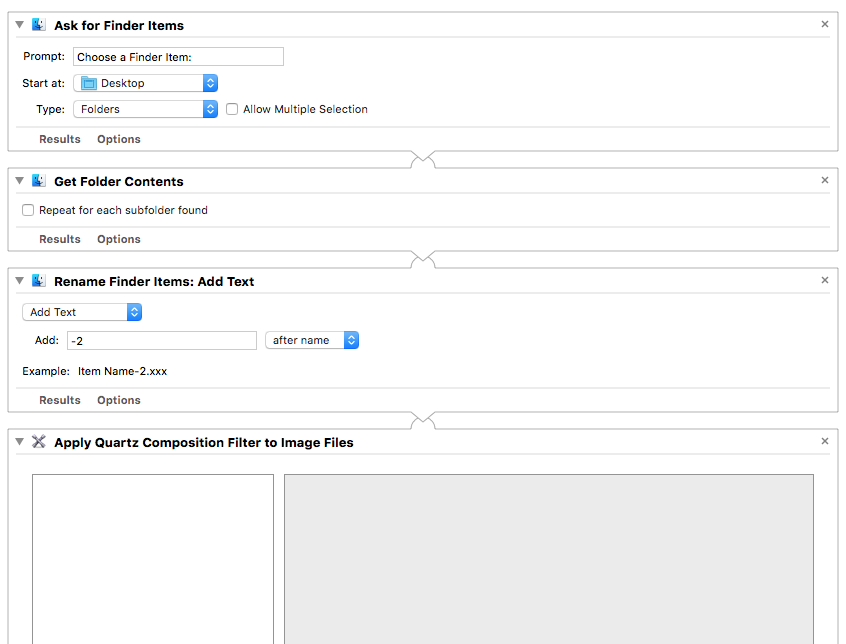 Ask for Finder Items
Prompt: Choose a Finder Item:
Start at: Desktop
Type: Folders Allow Multiple Selection
Results Options
Get Folder Contents
Repeat for each subfolder found
Results Options
Rename Finder Items: Add Text
Add Text
Add: -2 after name
Example: Item Name-2.xxx
Results Options
Apply Quartz Composition Filter to Image Files